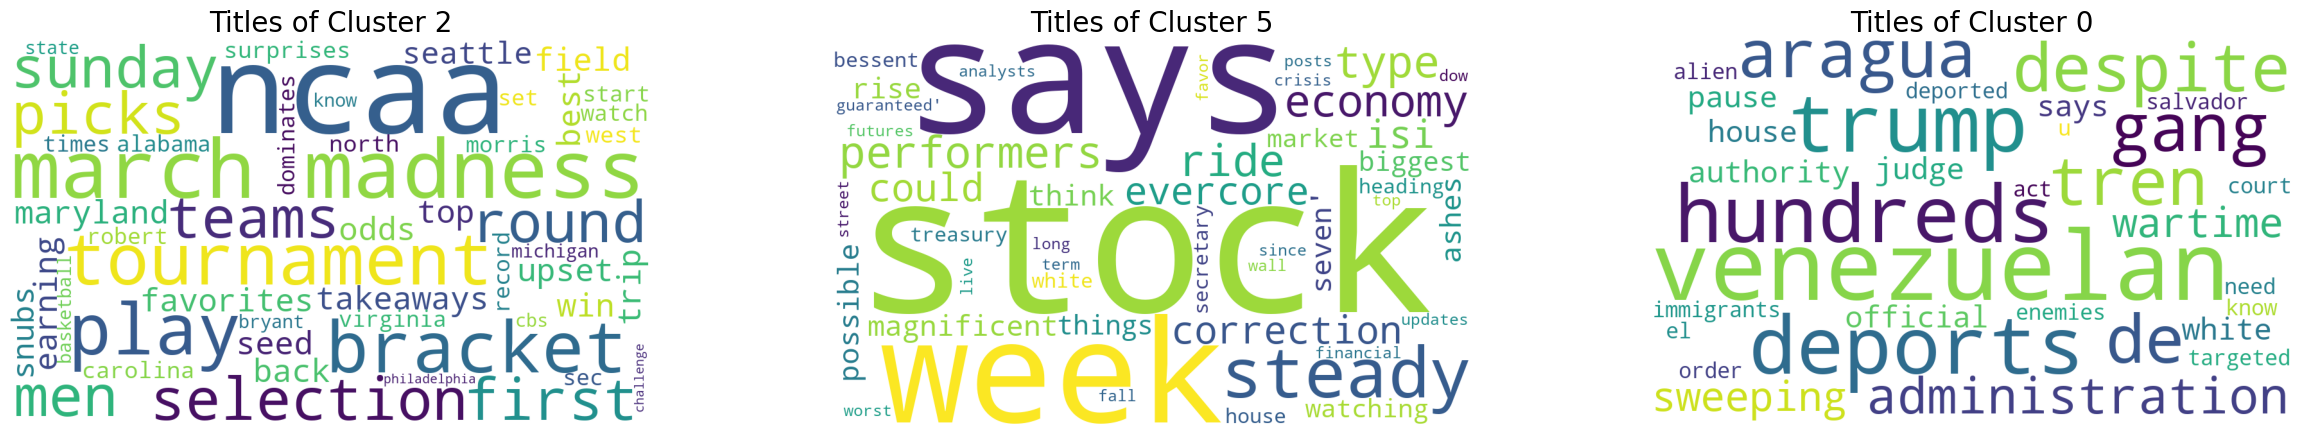 Titles of Cluster 2
state
surprises
seattle
sunday
ncaa
field
picks
dominates
know
set
best
start
watch
west
times
alabama
north
morris
march madness
maryland
teams
odds
top
round
robert
tournament
record
michigan
upset
trip
snubs
earning
basketball
favorites
takeaways
win
play
bryant
virginia
cbs
seed
bracket
carolina
back
philadelphia
sec
challenge
men
selection
first
Titles of Cluster 5
bessent
says
analysts
favor
posts
type
rise
crisis
dow
guaranteed'
economy
futures
market
isi
performers
ride
biggest
could
think
evercore
heading
street
stock
top
ashes
treasury
long
secretary
since
seven'
term
wall
live
white
possible
magnificent
things
correction
updates
week
financial
steady
fall
worst
house
watching
Titles of Cluster 0
alien
aragua
despite
pause
deported
says
salvador
house
trump
u
gang
authority
judge
tren
act
court
hundreds
wartime
venezuelan
need
immigrants
official
enemies
know
el
deports
de
white
targeted
order
sweeping
administration